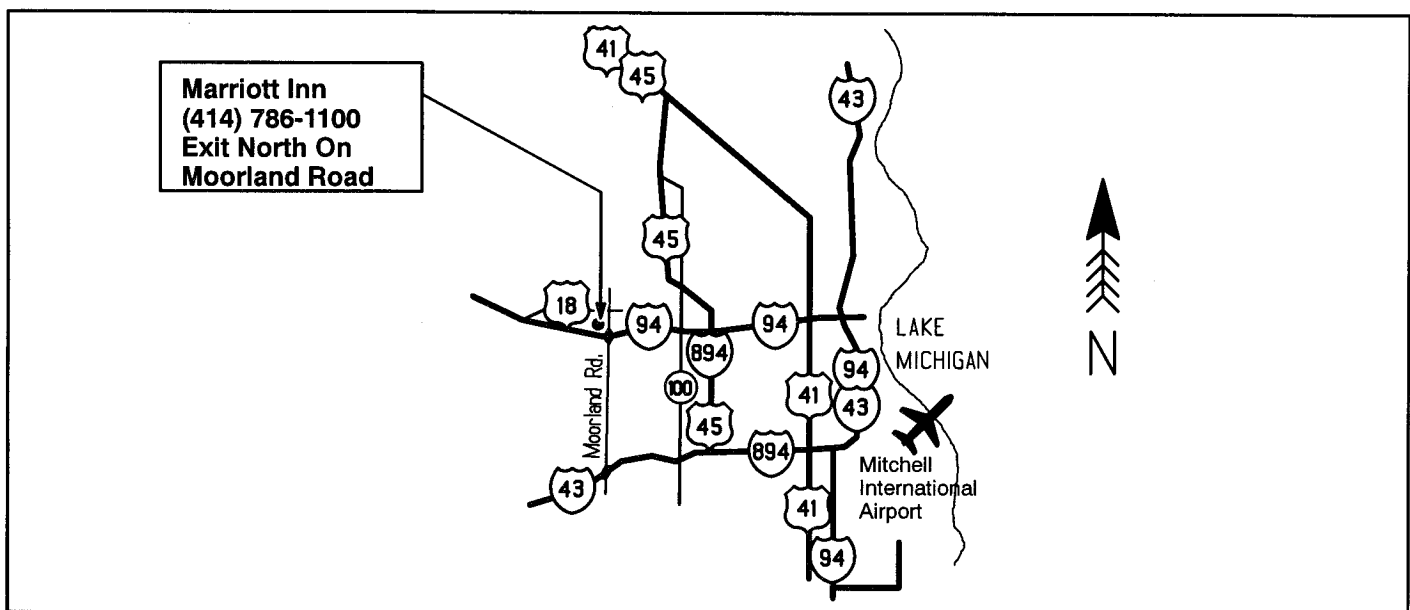 Marriott Inn
(414) 786-1100
Exit North On
Moorland Road
41
45
43
45
18
94
94
894
LAKE
MICHIGAN
94
N
Moorland Rd.
100
41
43
45
894
43
Mitchell
International
Airport
41
94